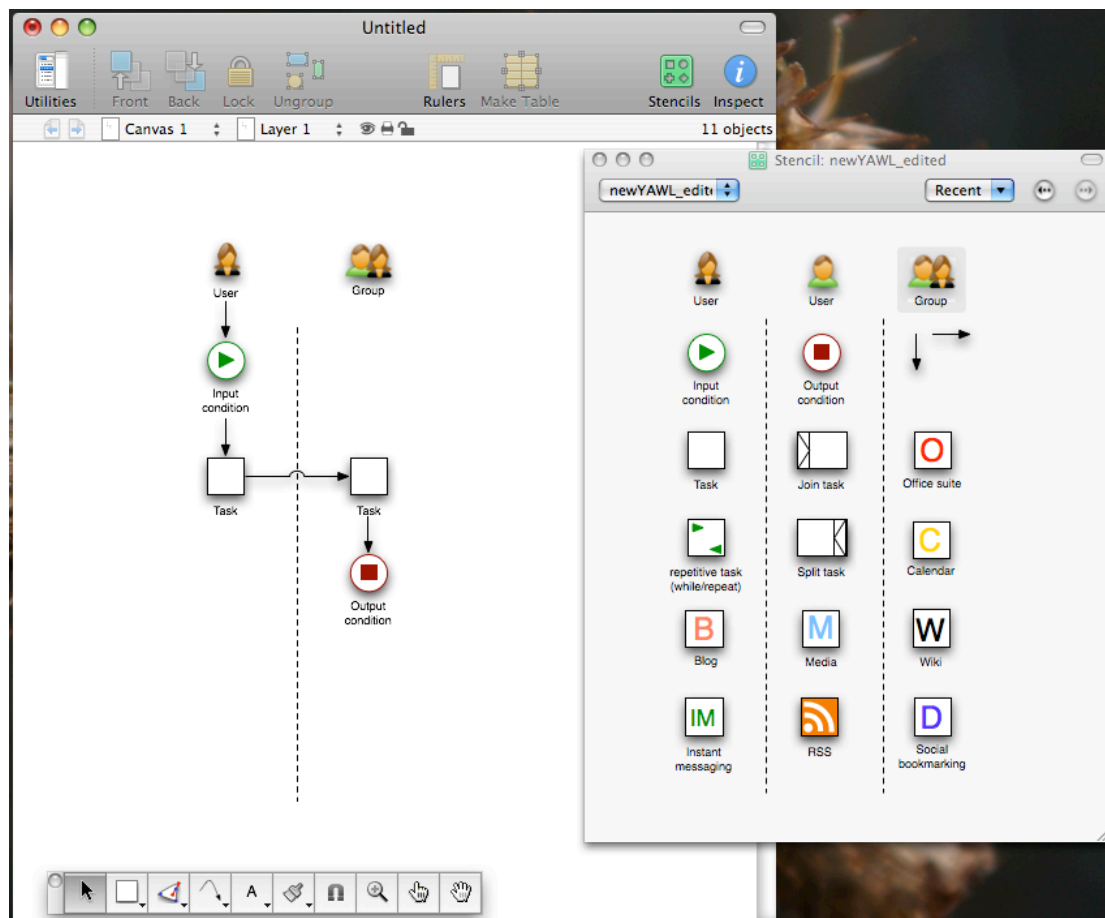 Untitled
Utilities
Front
Back
Lock
Ungroup
Rulers
Make Table
Stencils
Inspect
Canvas 1
Layer 1
11 objects
User
Group
Input
condition
Task
Task
Output
condition
Stencil: newYAWL_edited
newYAWL_edit
Recent
User
User
Group
Input
condition
Output
condition
Task
Join task
O
Office suite
repetitive task
(while/repeat)
Split task
C
Calendar
B
Blog
M
Media
W
Wiki
IM
Instant
messaging
RSS
D
Social
bookmarking
A